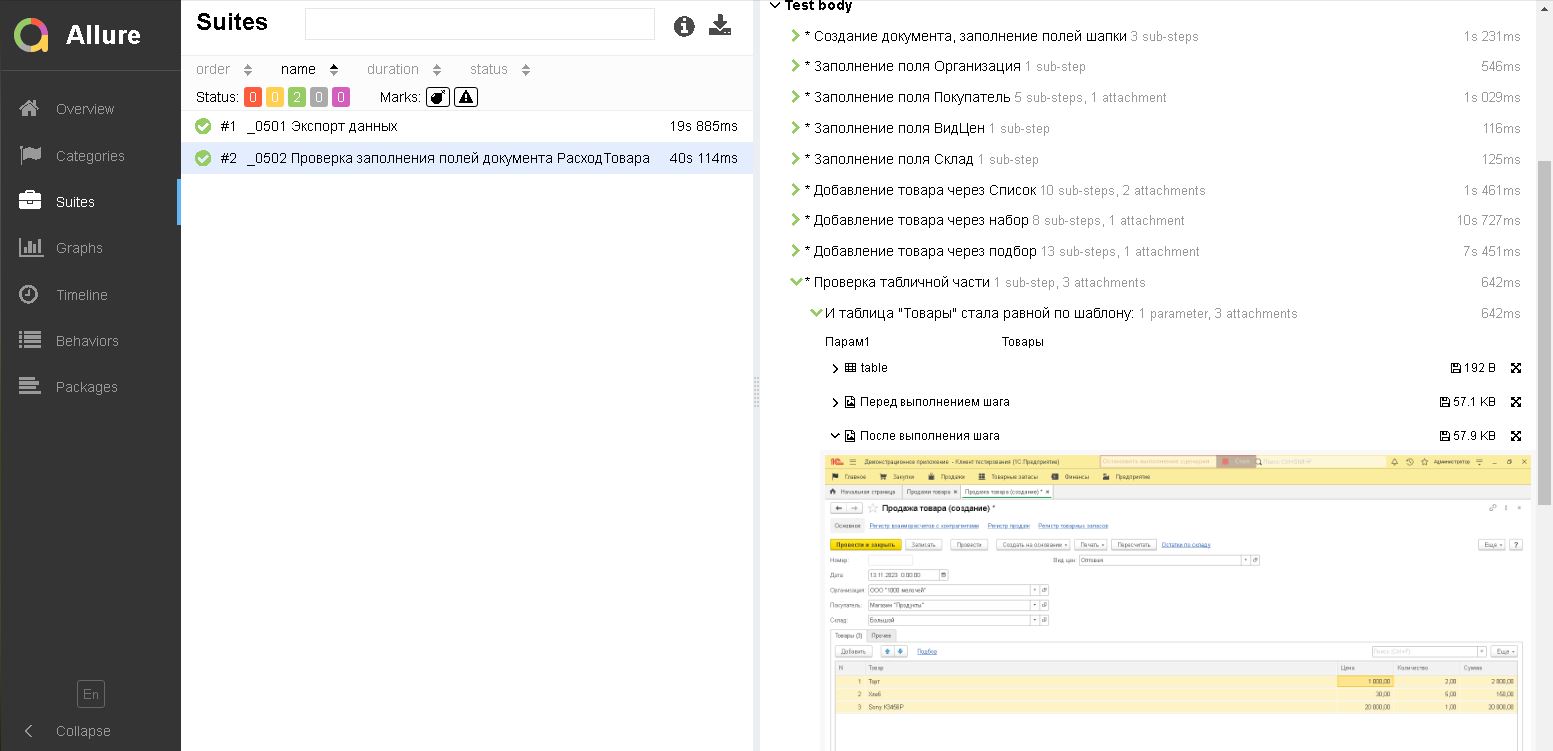 Allure
Overview
Categories
Suites
Graphs
Timeline
Behaviors
Packages
En
Collapse
Suites
order name duration status
Status: 0 0 2 0 0 Marks:
#1 _0501 Экспорт данных 19s 885ms
#2 _0502 Проверка заполнения полей документа РасходТовара 40s 114ms
Test body
* Создание документа, заполнение полей шапки 3 sub-steps 1s 231ms
* Заполнение поля Организация 1 sub-step 546ms
* Заполнение поля Покупатель 5 sub-steps, 1 attachment 1s 029ms
* Заполнение поля ВидЦен 1 sub-step 116ms
* Заполнение поля Склад 1 sub-step 125ms
* Добавление товара через Список 10 sub-steps, 2 attachments 1s 461ms
* Добавление товара через набор 8 sub-steps, 1 attachment 10s 727ms
* Добавление товара через подбор 13 sub-steps, 1 attachment 7s 451ms
* Проверка табличной части 1 sub-step, 3 attachments 642ms
И таблица "Товары" стала равной по шаблону: 1 parameter, 3 attachments 642ms
Парам1 Товары
table 192 B
Перед выполнением шага 57.1 KB
После выполнения шага 57.9 KB
Демонстрационное приложение - Клиент тестирования (1С:Предприятие) Остановить выполнение сценария Поиск Ctrl+Shift+F Администратор
Главное Закупки Продажи Товарные запасы Финансы Предприятие
Начальная страница Продажи товара × Продажа товара (создание) * ×
Продажа товара (создание) *
Основное Регистр взаиморасчетов с контрагентами Регистр продаж Регистр товарных запасов
Провести и закрыть Записать Провести Создать на основании Печать Пересчитать Остатки по складу Еще ?
Номер: Вид цен: Оптовая
Дата: 13.11.2023 0:00:00
Организация: ООО "1000 мелочей"
Покупатель: Магазин "Продукты"
Склад: Большой
Товары (3) Прочее
Добавить Подбор Поиск (Ctrl+F) Еще
N Товар Цена Количество Сумма
1 Торт 1 000,00 2,00 2 000,00
2 Хлеб 30,00 5,00 150,00
3 Sony К3456P 20 000,00 1,00 20 000,00